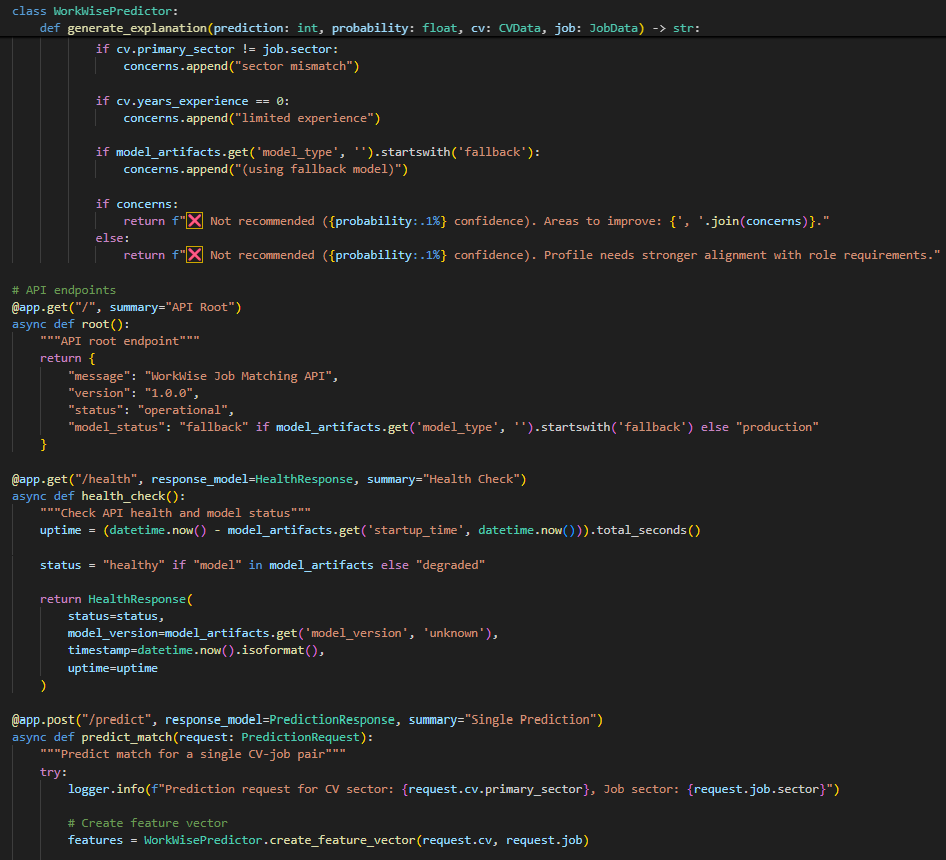 class WorkWisePredictor:
    def generate_explanation(prediction: int, probability: float, cv: CVData, job: JobData) -> str:
            if cv.primary_sector != job.sector:
                concerns.append("sector mismatch")

            if cv.years_experience == 0:
                concerns.append("limited experience")

            if model_artifacts.get('model_type', '').startswith('fallback'):
                concerns.append("(using fallback model)")

            if concerns:
                return f"❌ Not recommended ({probability:.1%} confidence). Areas to improve: {', '.join(concerns)}."
            else:
                return f"❌ Not recommended ({probability:.1%} confidence). Profile needs stronger alignment with role requirements."

# API endpoints
@app.get("/", summary="API Root")
async def root():
    """API root endpoint"""
    return {
        "message": "WorkWise Job Matching API",
        "version": "1.0.0",
        "status": "operational",
        "model_status": "fallback" if model_artifacts.get('model_type', '').startswith('fallback') else "production"
    }

@app.get("/health", response_model=HealthResponse, summary="Health Check")
async def health_check():
    """Check API health and model status"""
    uptime = (datetime.now() - model_artifacts.get('startup_time', datetime.now())).total_seconds()

    status = "healthy" if "model" in model_artifacts else "degraded"

    return HealthResponse(
        status=status,
        model_version=model_artifacts.get('model_version', 'unknown'),
        timestamp=datetime.now().isoformat(),
        uptime=uptime
    )

@app.post("/predict", response_model=PredictionResponse, summary="Single Prediction")
async def predict_match(request: PredictionRequest):
    """Predict match for a single CV-job pair"""
    try:
        logger.info(f"Prediction request for CV sector: {request.cv.primary_sector}, Job sector: {request.job.sector}")

        # Create feature vector
        features = WorkWisePredictor.create_feature_vector(request.cv, request.job)